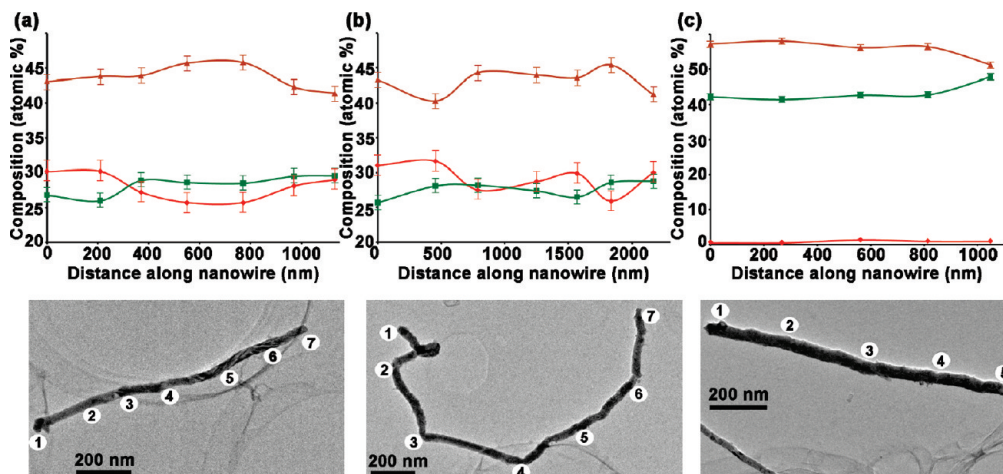 (a)
(b)
(c)
Composition (atomic %)
45
40
35
30
25
20
0 200 400 600 800 1000
Distance along nanowire (nm)
Composition (atomic %)
45
40
35
30
25
20
0 500 1000 1500 2000
Distance along nanowire (nm)
Composition (atomic %)
50
40
30
20
10
0
0 200 400 600 800 1000
Distance along nanowire (nm)
1
2
3
4
5
6
7
200 nm
1
2
3
4
5
6
7
200 nm
1
2
3
4
5
200 nm